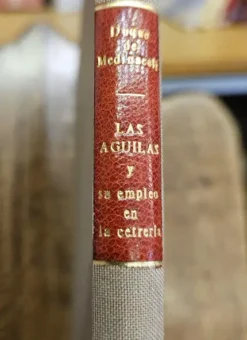 Duque
de
Medinaceli
LAS
AGUILAS
y
su empleo
en
la cetrería